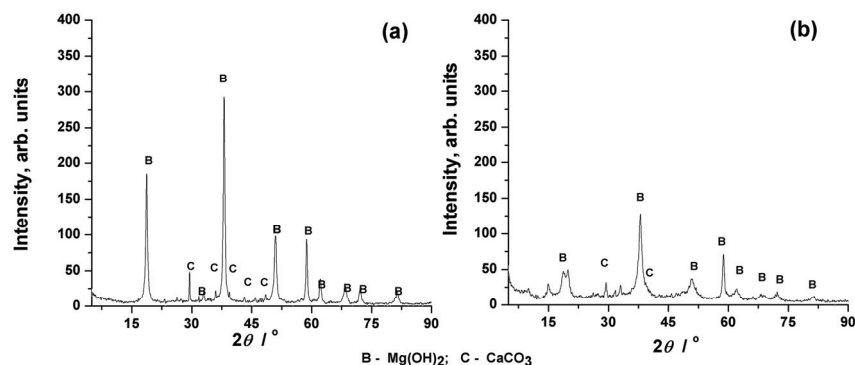 (a)
Intensity, arb. units
400
350
300
250
200
150
100
50
0
B
B
C
B
C
C
C
C
B
B
B
B
B
B
15 30 45 60 75 90
2θ / °
(b)
Intensity, arb. units
400
350
300
250
200
150
100
50
0
B
C
B
C
B
B
B
B
B
B
15 30 45 60 75 90
2θ / °
B - Mg(OH)₂; C - CaCO₃